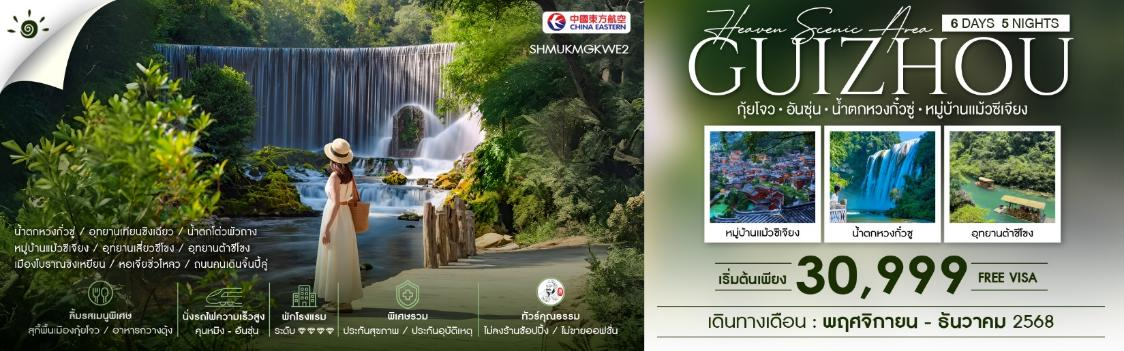 中國東方航空
CHINA EASTERN
SHMUKMGKWE2
น้ำตกหวงกั๋วซู่ / อุทยานเทียนซิงเฉียว / น้ำตกโต่วพัวถาง
หมู่บ้านแม้วซีเจียง / อุทยานเสี่ยวชีโข่ง / อุทยานต้าชีโข่ง
เมืองโบราณชิงเหยียน / หอเจี่ยซิ่วโหลว / ถนนคนเดินจิ้นปี้ลู่
ลิ้มรสเมนูพิเศษ
สุกี้พื้นเมืองกุ้ยโจว / อาหารกวางตุ้ง
นั่งรถไฟความเร็วสูง
คุนหมิง - อันซุ่น
พักโรงแรม
ระดับ
พิเศษรวม
ประกันสุขภาพ / ประกันอุบัติเหตุ
ทัวร์คุณธรรม
ไม่ลงร้านช้อปปิ้ง / ไม่ขายออฟชั่น
Heaven Scenic Area
6 DAYS 5 NIGHTS
GUIZHOU
กุ้ยโจว • อันซุ่น • น้ำตกหวงกั๋วซู่ • หมู่บ้านแม้วซีเจียง
หมู่บ้านแม้วซีเจียง
น้ำตกหวงกั๋วซู่
อุทยานต้าชีโข่ง
เริ่มต้นเพียง 30,999 FREE VISA
เดินทางเดือน : พฤศจิกายน - ธันวาคม 2568